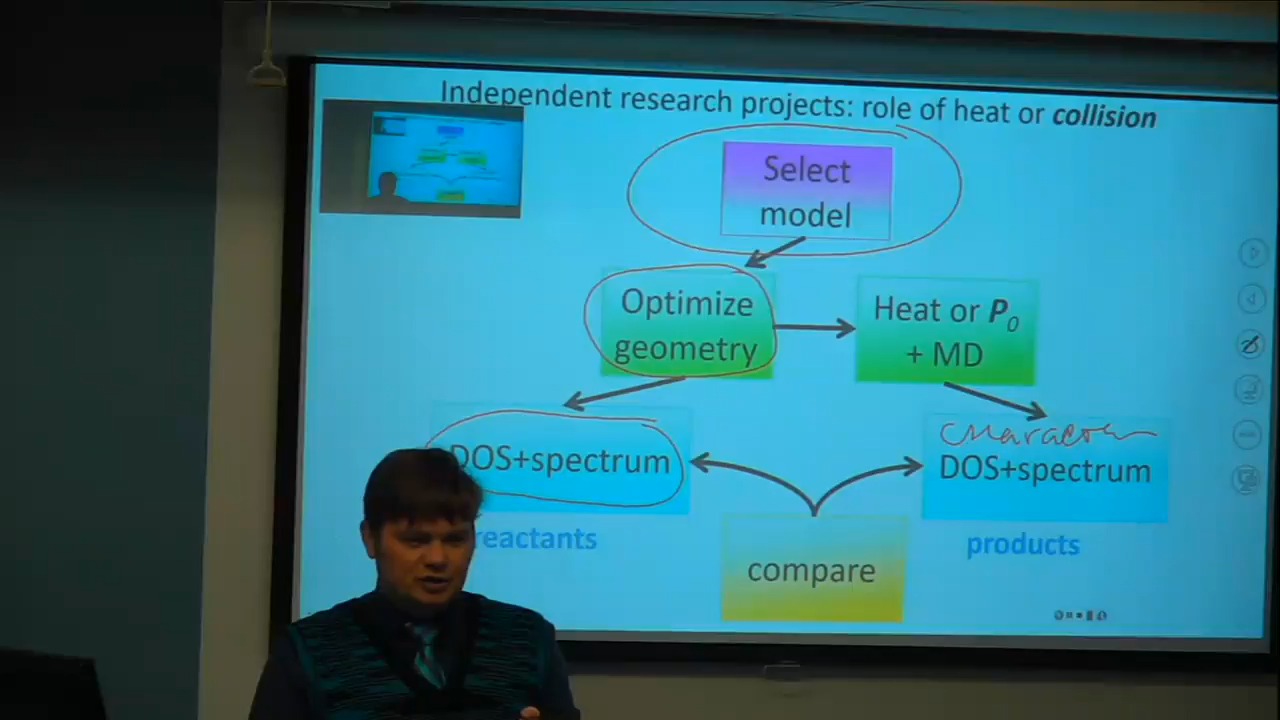 Independent research projects: role of heat or collision
Select
model
Optimize
geometry
Heat or P0
+ MD
DOS+spectrum
DOS+spectrum
reactants
products
compare